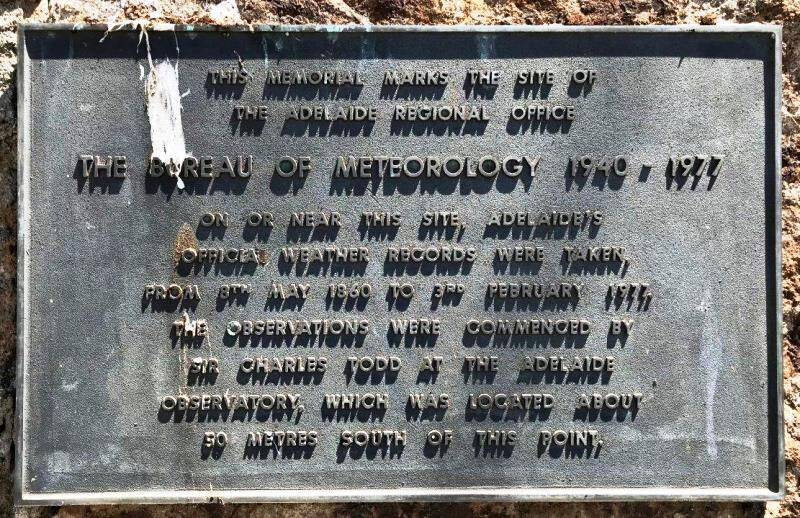 THIS MEMORIAL MARKS THE SITE OF
THE ADELAIDE REGIONAL OFFICE
THE BUREAU OF METEOROLOGY 1940 - 1977
ON OR NEAR THIS SITE, ADELAIDE'S
OFFICIAL WEATHER RECORDS WERE TAKEN,
FROM 8TH MAY 1860 TO 3RD FEBRUARY 1977,
THE OBSERVATIONS WERE COMMENCED BY
SIR CHARLES TODD AT THE ADELAIDE
OBSERVATORY, WHICH WAS LOCATED ABOUT
50 METRES SOUTH OF THIS POINT.